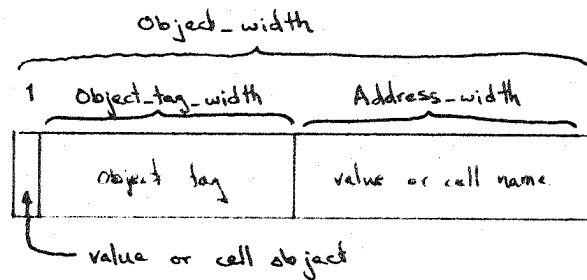 Object_width
1 Object_tag_width Address_width
object tag value or cell name
value or cell object